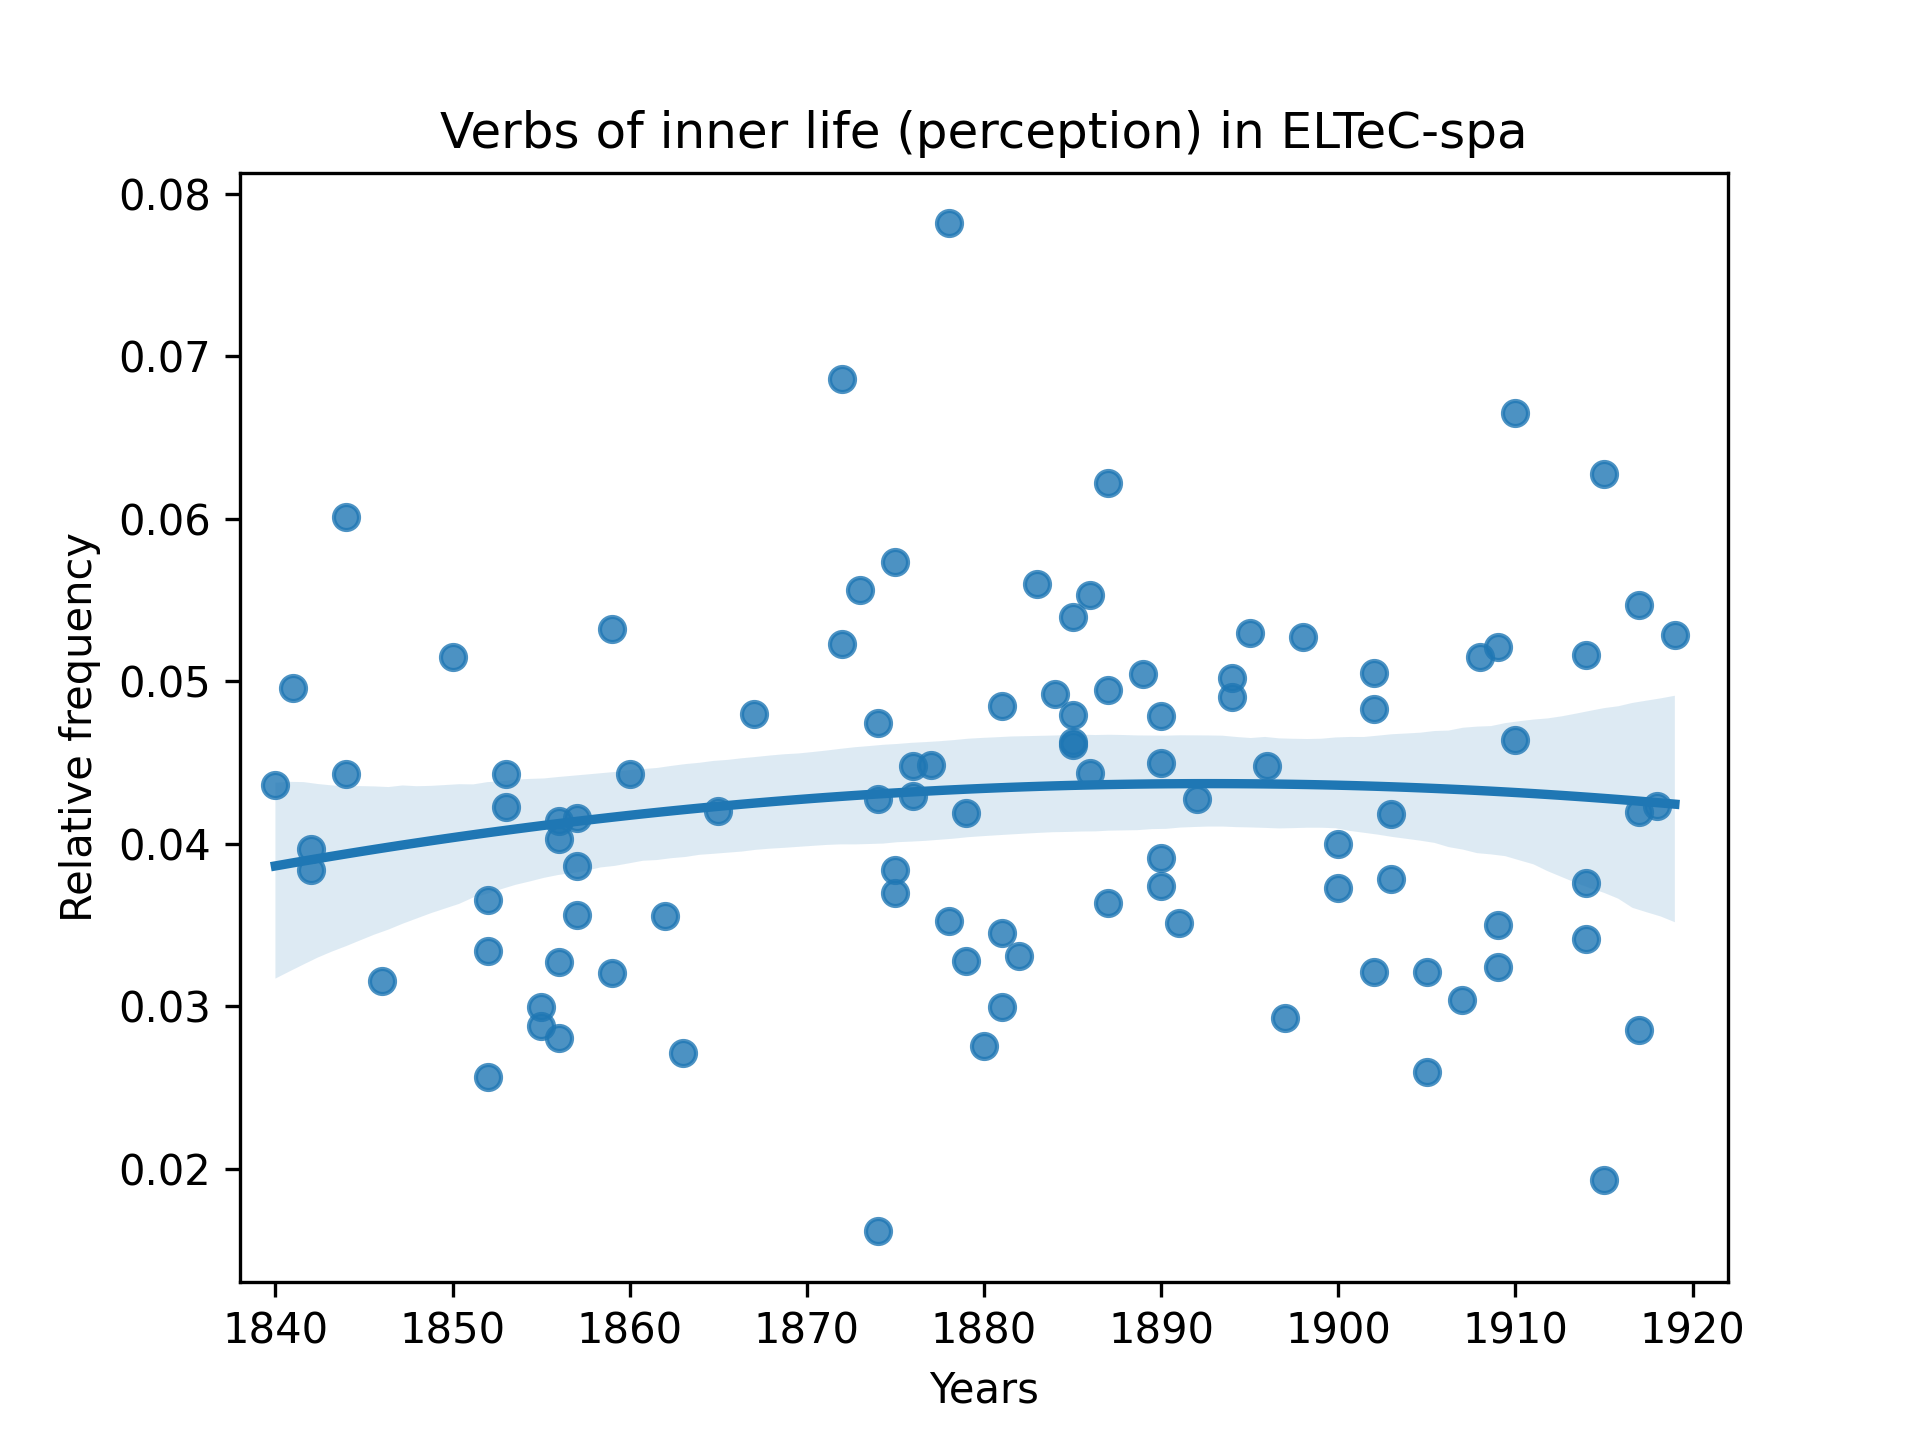 Verbs of inner life (perception) in ELTeC-spa
0.08
0.07
0.06
0.05
0.04
0.03
0.02
Relative frequency
1840 1850 1860 1870 1880 1890 1900 1910 1920
Years